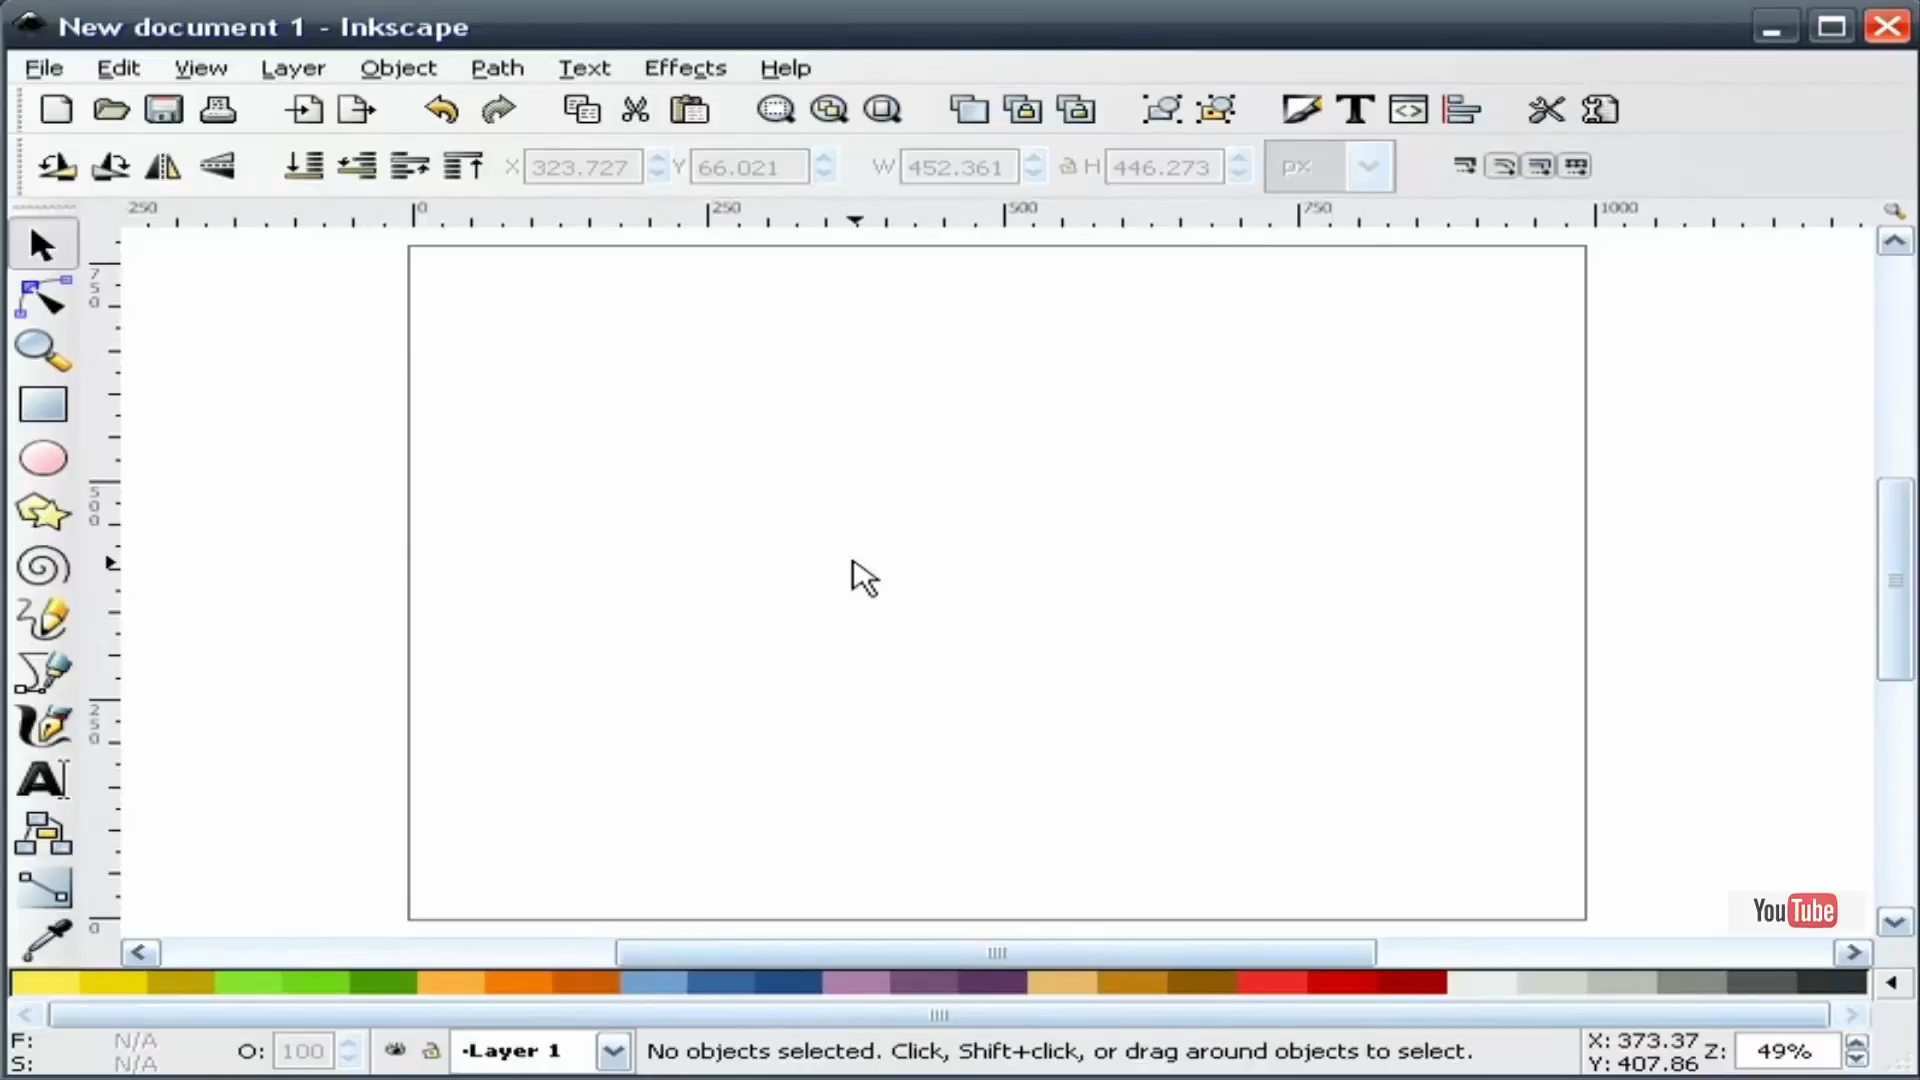 New document 1 - Inkscape
File Edit View Layer Object Path Text Effects Help
X 323.727 Y 66.021 W 452.361 H 446.273 px
250 0 250 500 750 1000
750
500
250
0
A
YouTube
F: N/A
S: N/A
O: 100
·Layer 1
No objects selected. Click, Shift+click, or drag around objects to select.
X: 373.37
Y: 407.86
Z: 49%